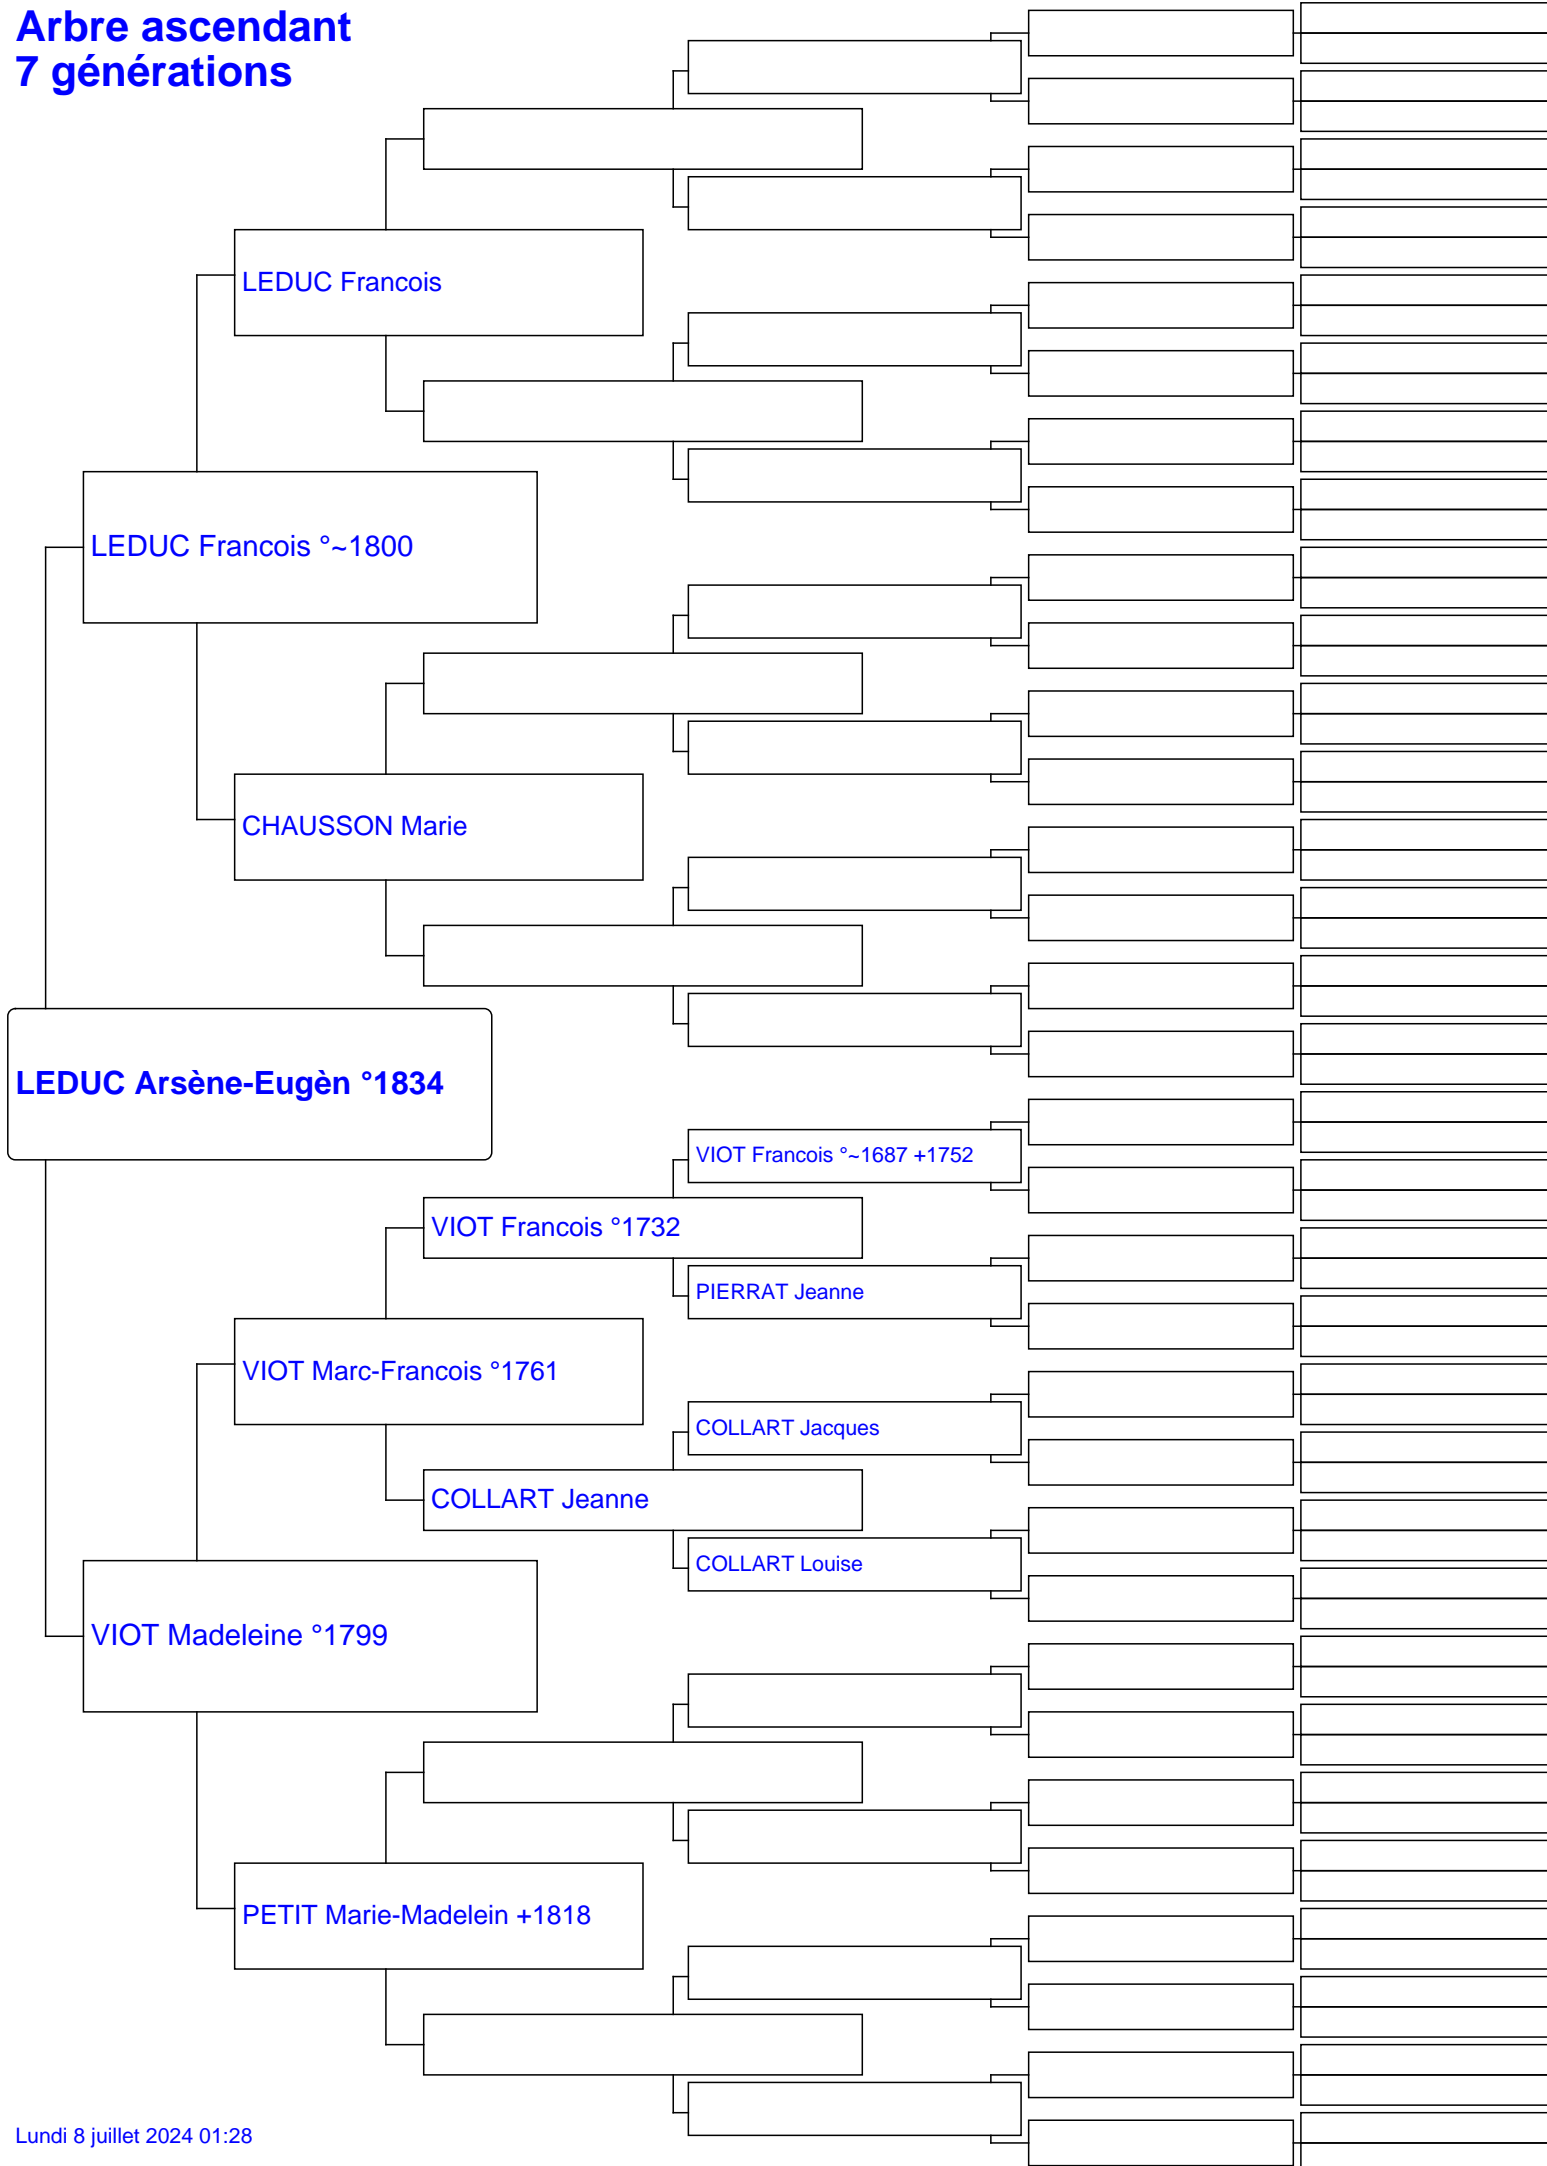 Arbre ascendant
7 générations
LEDUC Francois
LEDUC Francois °~1800
CHAUSSON Marie
LEDUC Arsène-Eugèn °1834
VIOT Francois °~1687 +1752
VIOT Francois °1732
PIERRAT Jeanne
VIOT Marc-Francois °1761
COLLART Jacques
COLLART Jeanne
COLLART Louise
VIOT Madeleine °1799
PETIT Marie-Madelein +1818
Lundi 8 juillet 2024 01:28